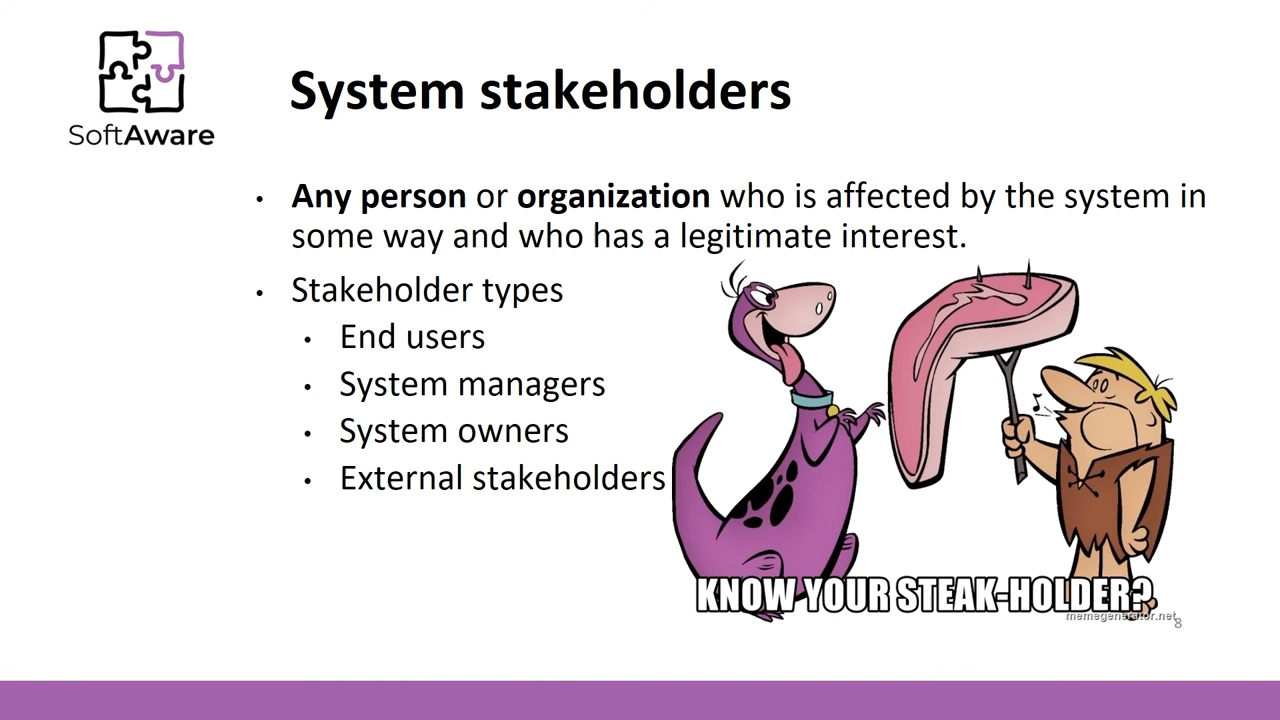 SoftAware
System stakeholders
• Any person or organization who is affected by the system in
some way and who has a legitimate interest.
• Stakeholder types
• End users
• System managers
• System owners
• External stakeholders
KNOW YOUR STEAK-HOLDER?
memegenerator.net
8